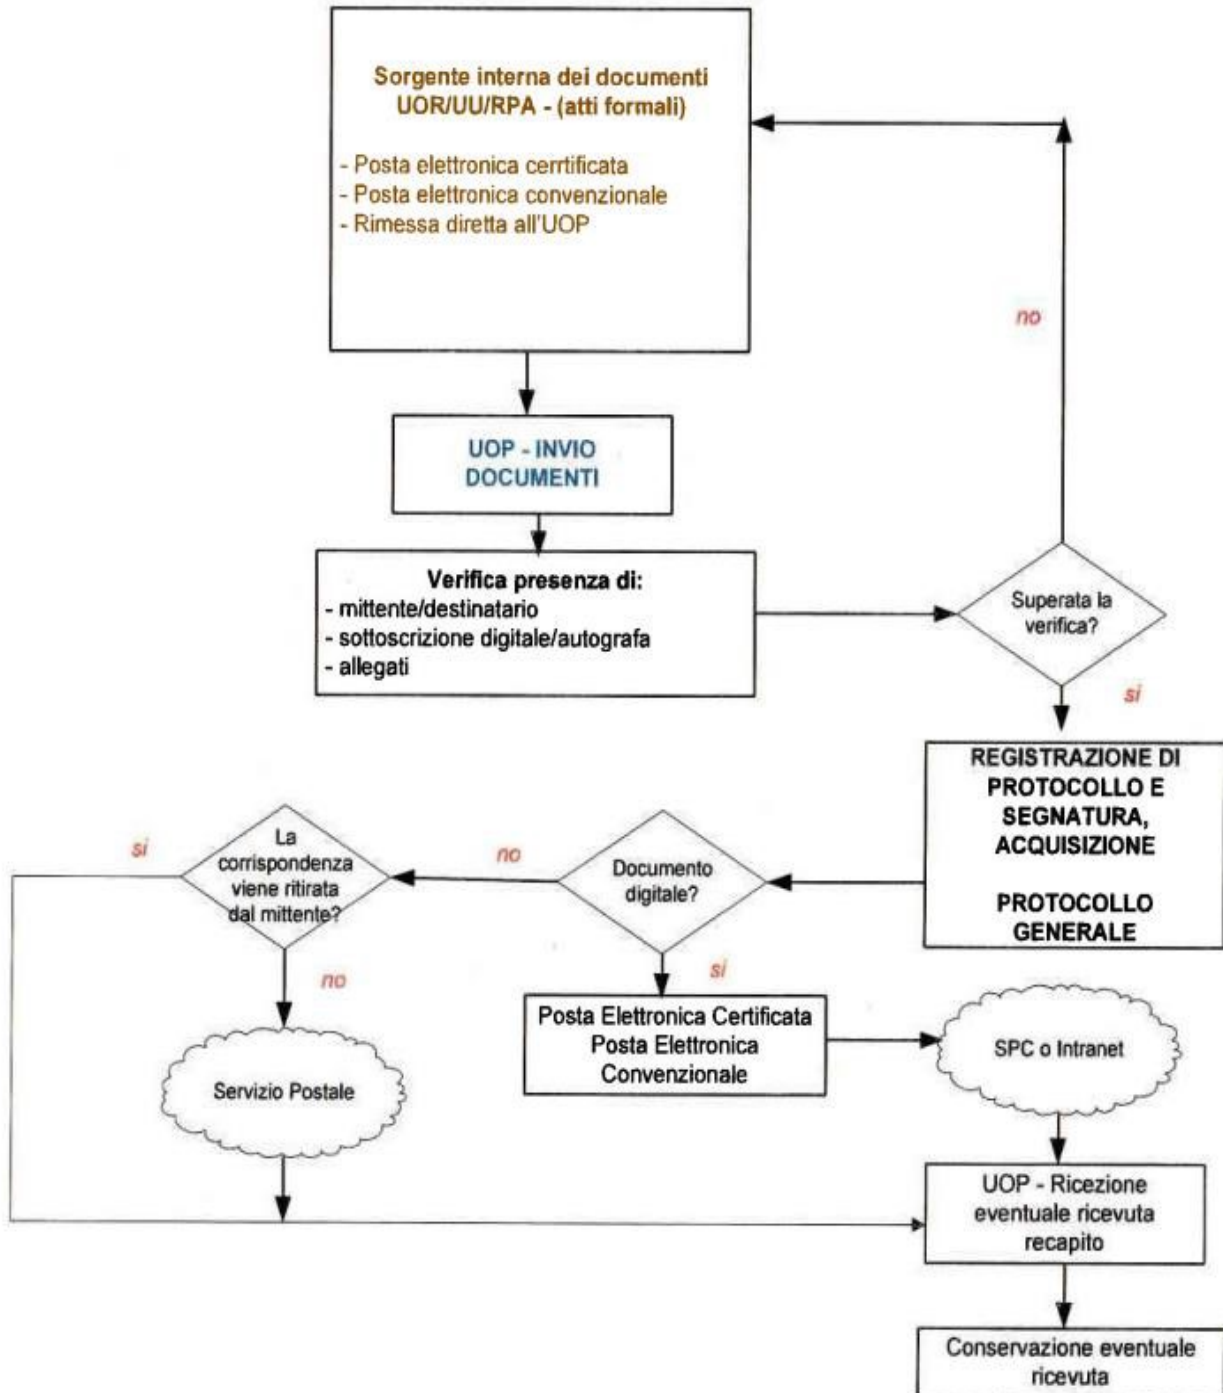 Sorgente interna dei documenti
UOR/UU/RPA - (atti formali)
- Posta elettronica cerrtificata
- Posta elettronica convenzionale
- Rimessa diretta all'UOP
no
UOP - INVIO
DOCUMENTI
Verifica presenza di:
- mittente/destinatario
- sottoscrizione digitale/autografa
- allegati
Superata la
verifica?
si
REGISTRAZIONE DI
PROTOCOLLO E
SEGNATURA,
ACQUISIZIONE
PROTOCOLLO
GENERALE
Documento
digitale?
no
La
corrispondenza
viene ritirata
dal mittente?
si
no
si
Servizio Postale
Posta Elettronica Certificata
Posta Elettronica
Convenzionale
SPC o Intranet
UOP - Ricezione
eventuale ricevuta
recapito
Conservazione eventuale
ricevuta